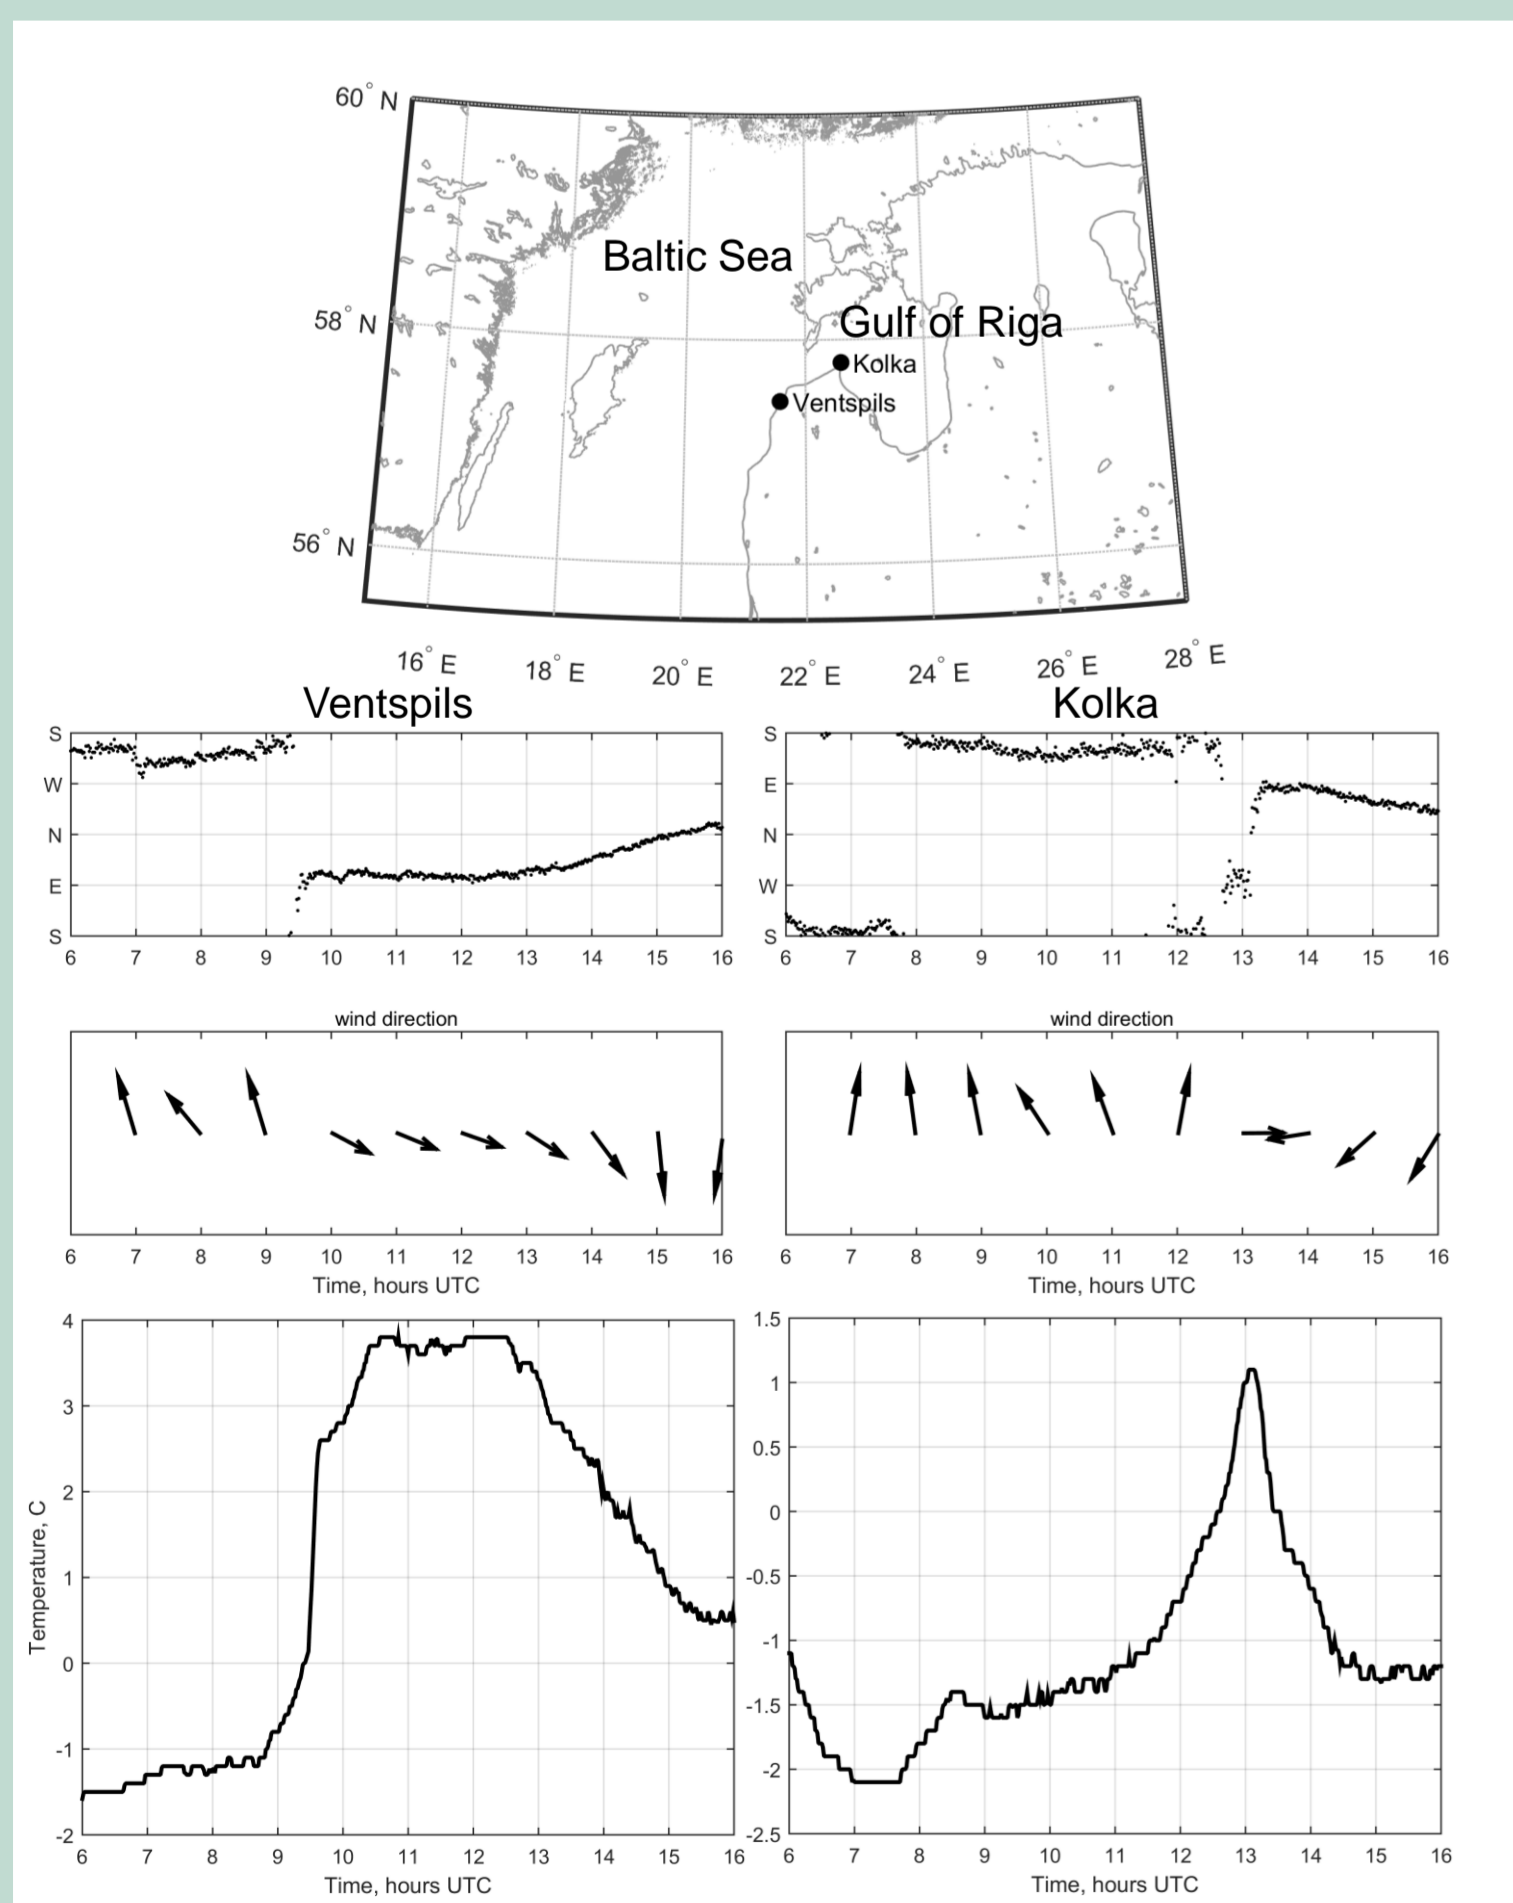 60° N
Baltic Sea
58° N
Gulf of Riga
Kolka
Ventspils
56° N
16° E 18° E 20° E 22° E 24° E 26° E 28° E
Ventspils
S
W
N
E
S
6 7 8 9 10 11 12 13 14 15 16
wind direction
6 7 8 9 10 11 12 13 14 15 16
Time, hours UTC
4
3
2
1
0
-1
-2
Temperature, C
6 7 8 9 10 11 12 13 14 15 16
Time, hours UTC
Kolka
S
E
N
W
S
6 7 8 9 10 11 12 13 14 15 16
wind direction
6 7 8 9 10 11 12 13 14 15 16
Time, hours UTC
1.5
1
0.5
0
-0.5
-1
-1.5
-2
-2.5
6 7 8 9 10 11 12 13 14 15 16
Time, hours UTC